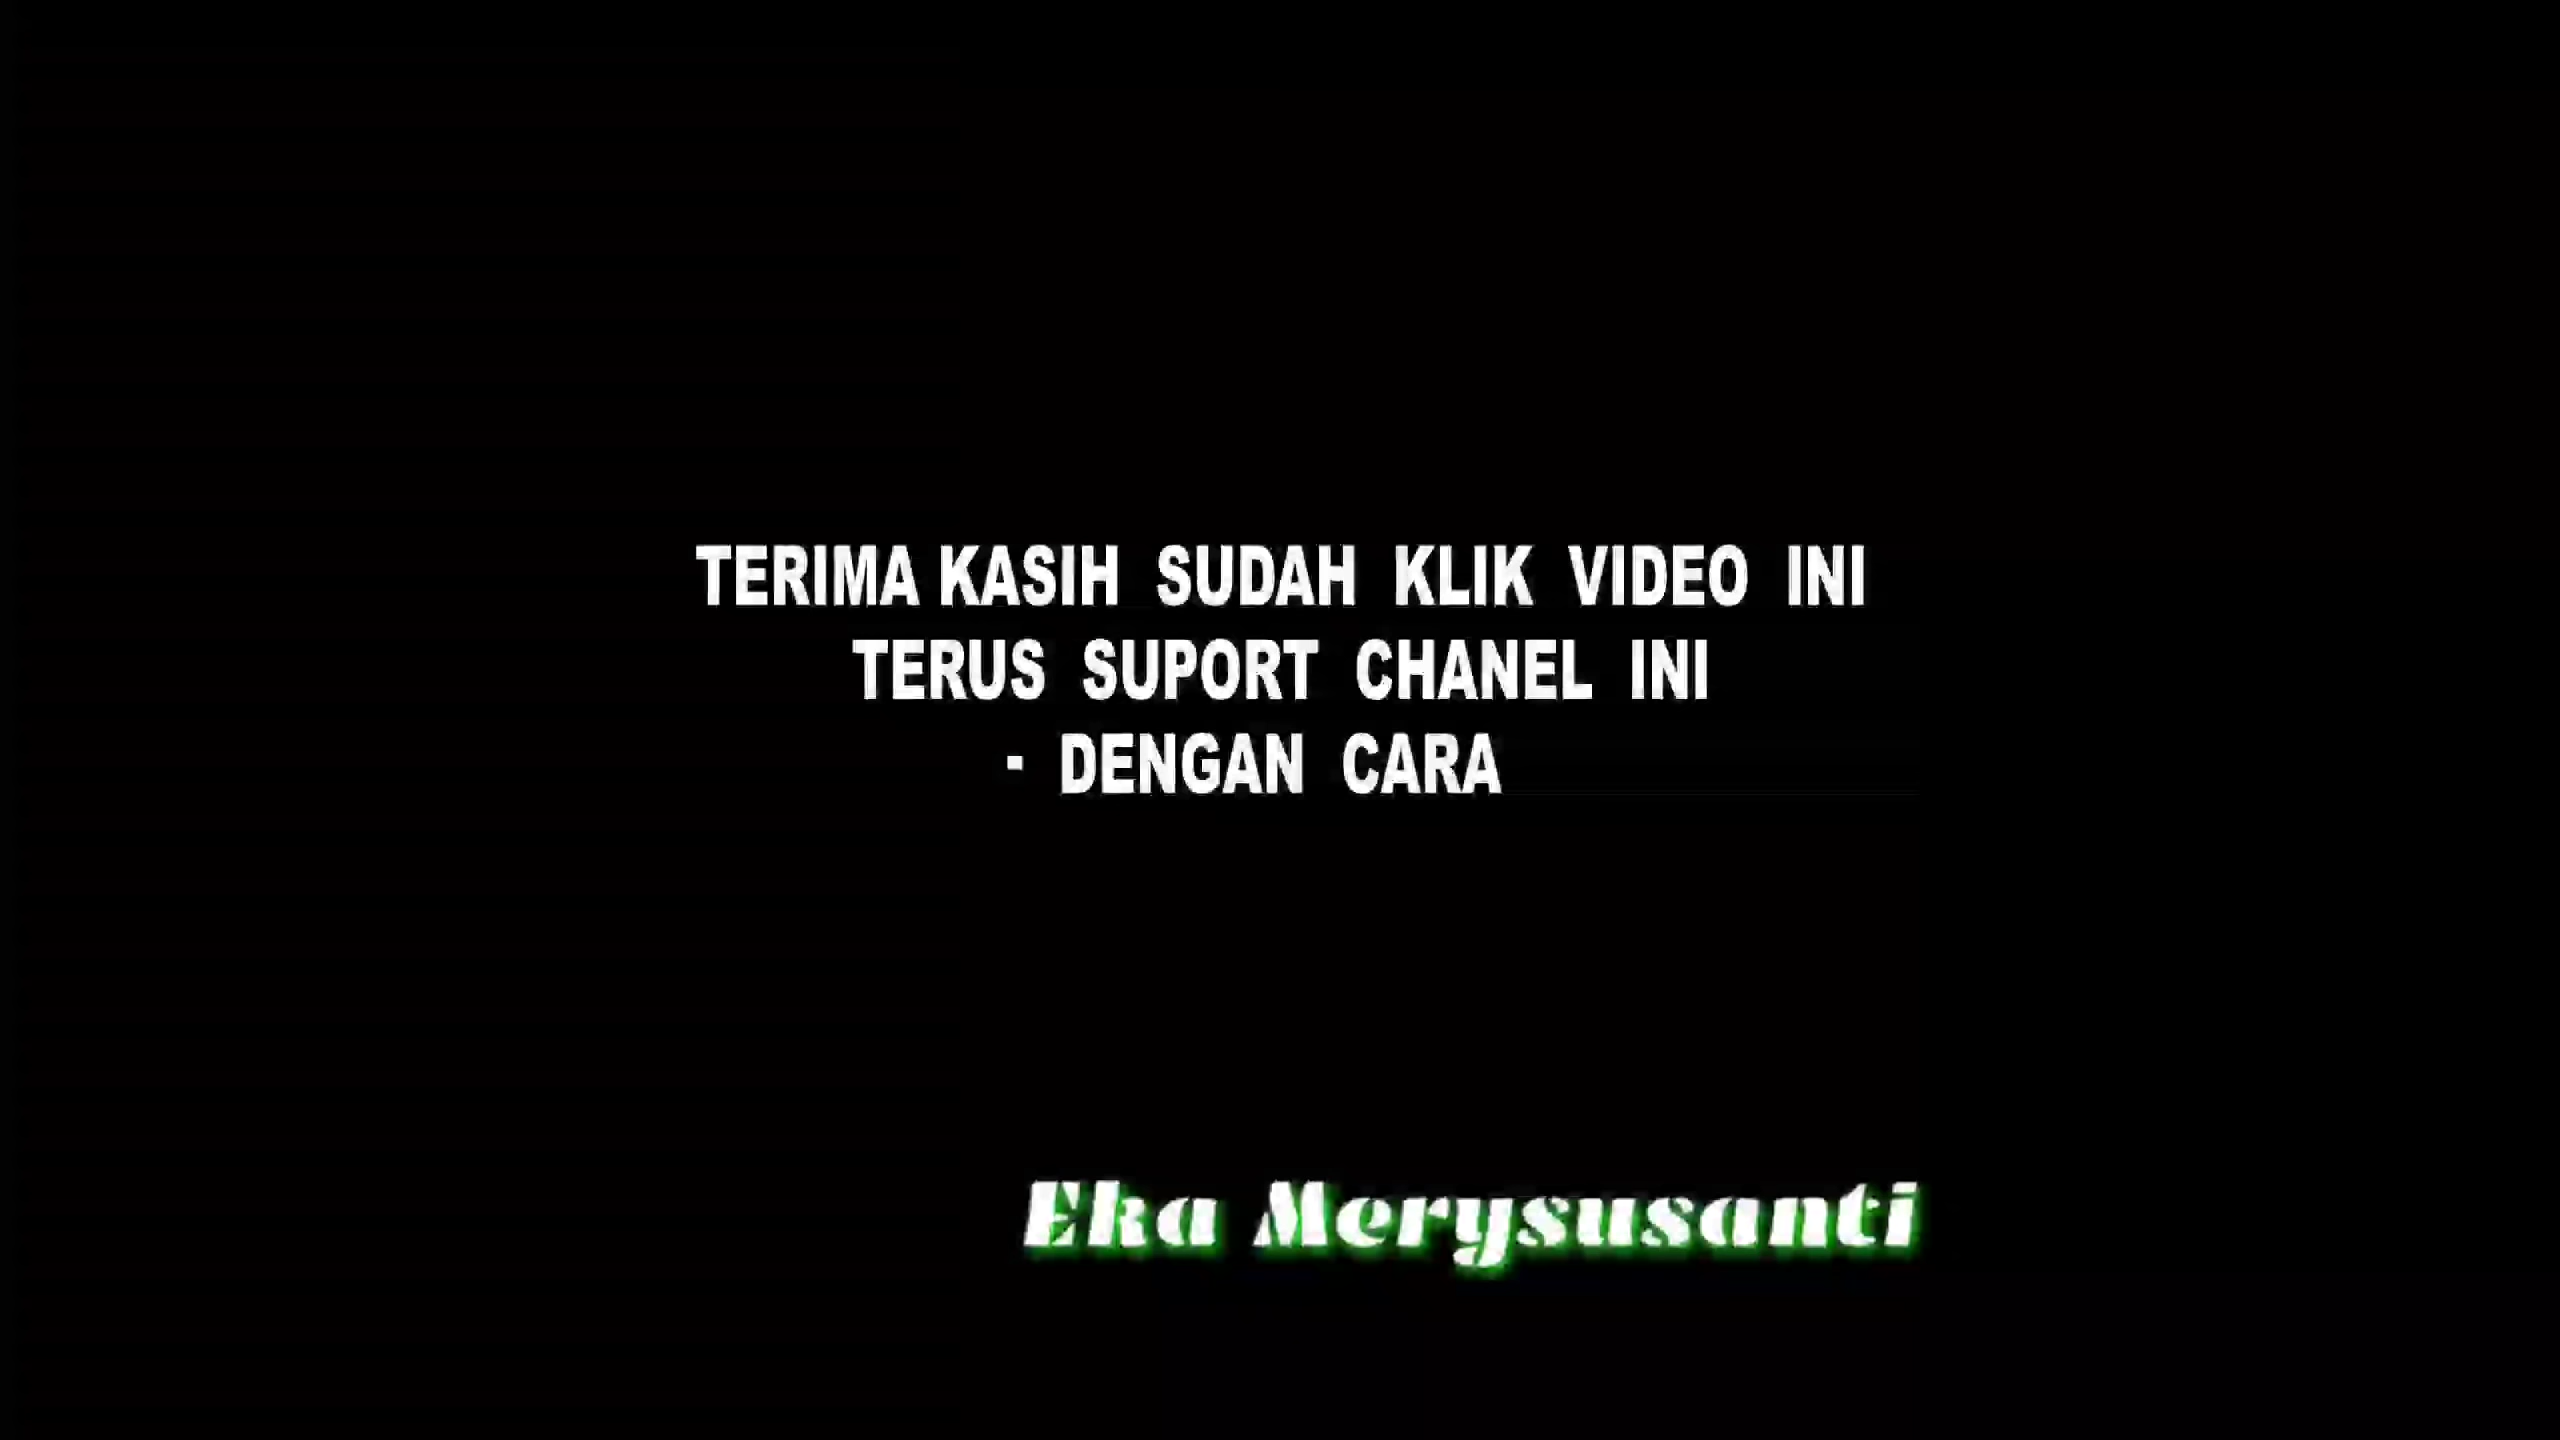 TERIMA KASIH SUDAH KLIK VIDEO INI
TERUS SUPORT CHANEL INI
- DENGAN CARA
Eka Merysusanti